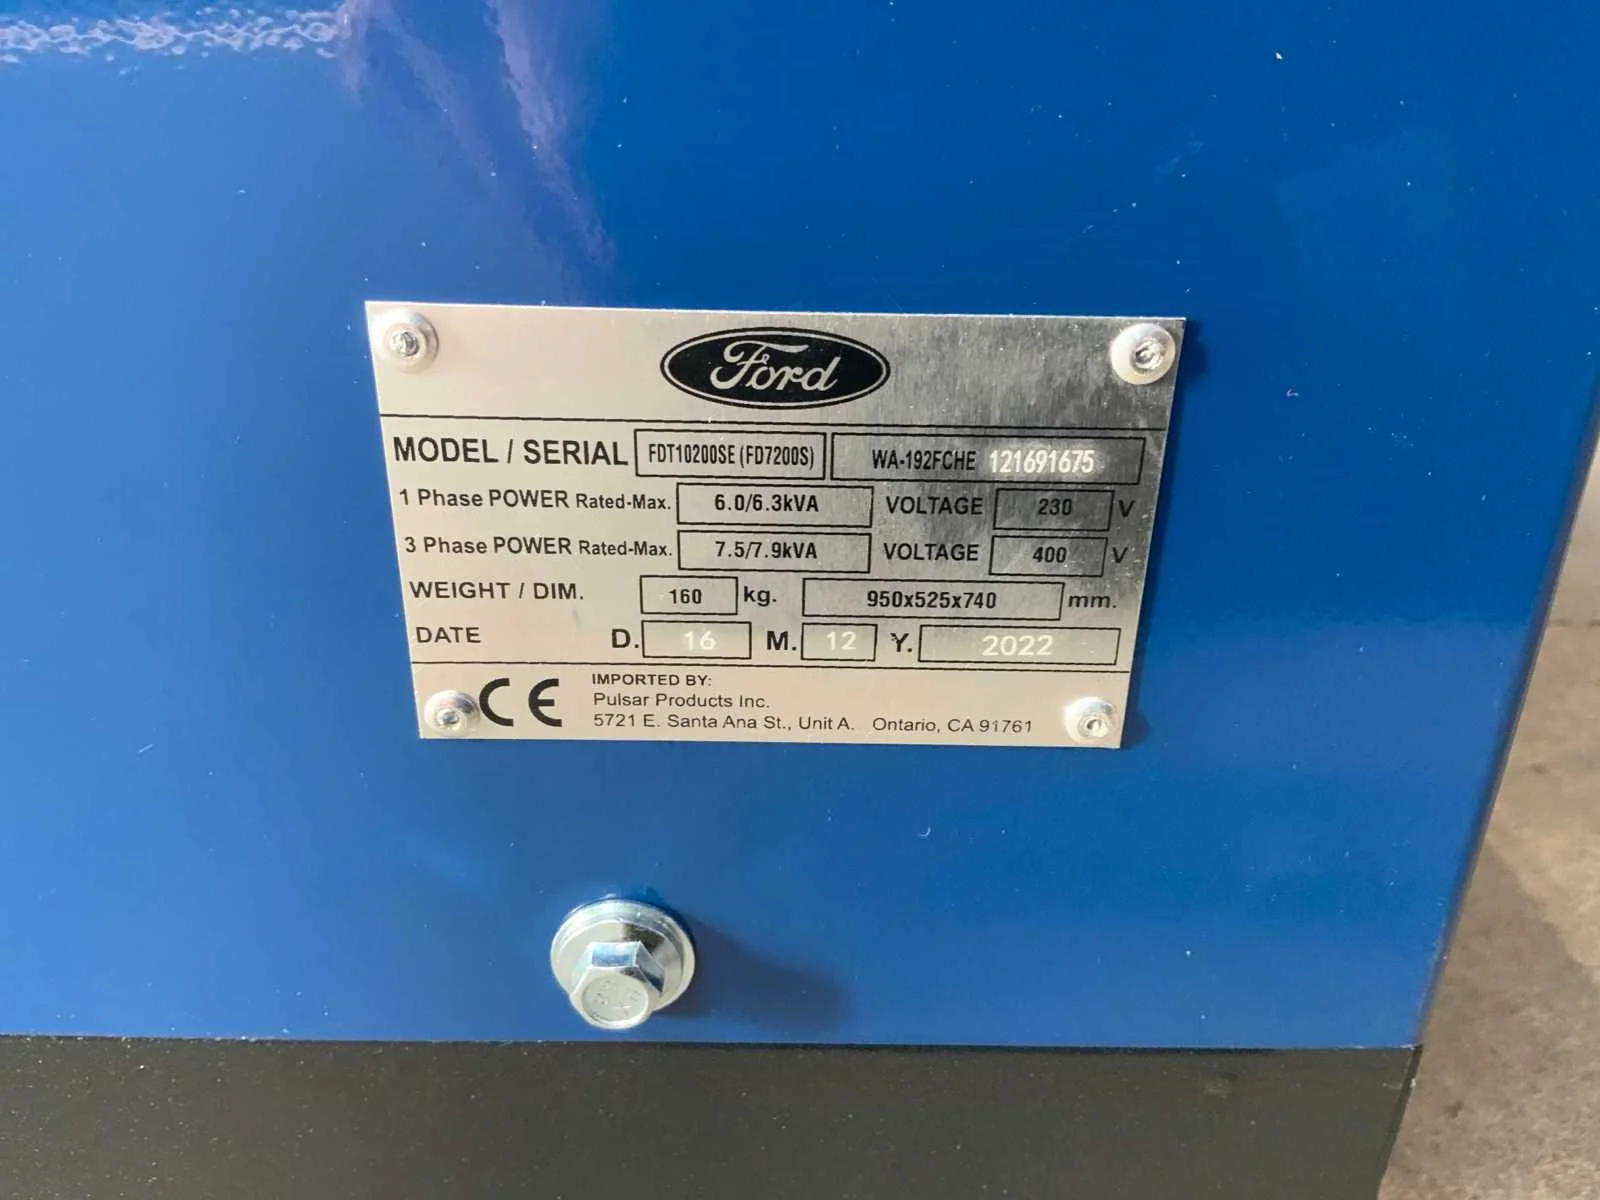 Ford
MODEL / SERIAL FDT10200SE (FD7200S) WA-192FCHE 121691675
1 Phase POWER Rated-Max. 6.0/6.3kVA VOLTAGE 230 V
3 Phase POWER Rated-Max. 7.5/7.9kVA VOLTAGE 400 V
WEIGHT / DIM. 160 kg. 950x525x740 mm.
DATE D. 16 M. 12 Y. 2022
CE IMPORTED BY:
Pulsar Products Inc.
5721 E. Santa Ana St., Unit A. Ontario, CA 91761